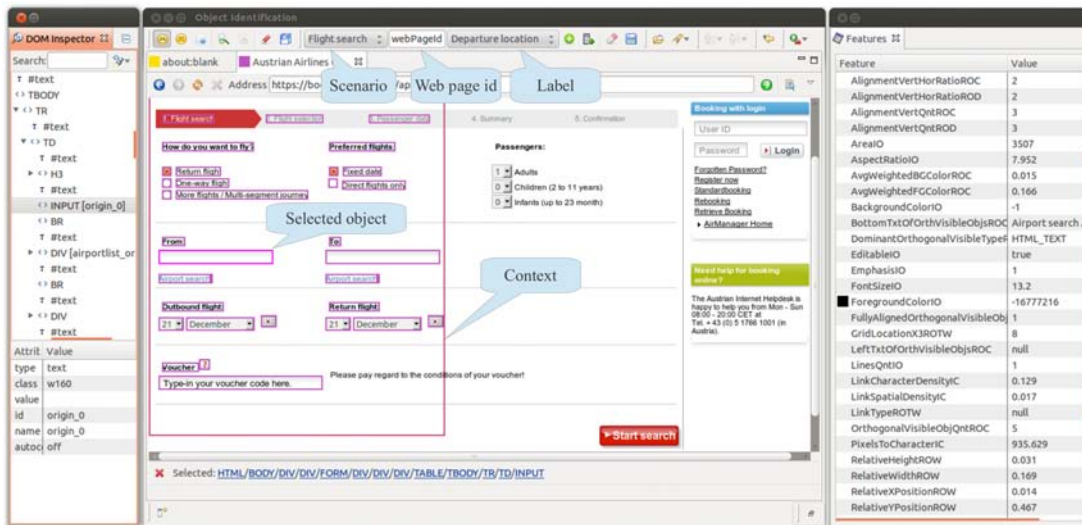 Object Identification
DOM Inspector
Search:
T #text
<> TBODY
<> TR
T #text
<> TD
T #text
<> H3
T #text
<> INPUT [origin_0]
<> BR
T #text
<> DIV [airportlist_or
T #text
<> BR
T #text
<> DIV
T #text
Attrit Value
type text
class w160
value
id origin_0
name origin_0
autoc off
Flight search webPageId Departure location
about:blank Austrian Airlines
Scenario Web page id Label
Address https://bo
1. Flight search 2. Flight selection 3. Passenger data 4. Summary 5. Confirmation
How do you want to fly? Preferred flights: Passengers:
Return fligh Fixed date 1 Adults
One-way fligh Direct flights only 0 Children (2 to 11 years)
More flights / Multi-segment journey 0 Infants (up to 23 month)
Selected object
From To
Airport search Airport search
Context
Outbound flight: Return flight:
21 December 21 December
Voucher ?
Type-in your voucher code here. Please pay regard to the conditions of your voucher!
Start search
Booking with login
User ID
Password Login
Forgotten Password?
Register now
Standardbooking
Rebooking
Retrieve Booking
AirManager Home
Need help for booking
online?
The Austrian Internet Helpdesk is
happy to help you from Mon - Sun
08:00 - 20:00 CET at
Tel. + 43 (0) 5 1766 1001 (in
Austria).
Selected: HTML/BODY/DIV/DIV/FORM/DIV/DIV/DIV/TABLE/TBODY/TR/TD/INPUT
Features
Feature Value
AlignmentVertHorRatioROC 2
AlignmentVertHorRatioROD 2
AlignmentVertQntROC 3
AlignmentVertQntROD 3
AreaIO 3507
AspectRatioIO 7.952
AvgWeightedBGColorROC 0.015
AvgWeightedFGColorROC 0.166
BackgroundColorIO -1
BottomTxtOfOrthVisibleObjsROC Airport search
DominantOrthogonalVisibleTypeR HTML_TEXT
EditableIO true
EmphasisIO 1
FontSizeIO 13.2
ForegroundColorIO -16777216
FullyAlignedOrthogonalVisibleObj 1
GridLocationX3ROTW 8
LeftTxtOfOrthVisibleObjsROC null
LinesQntIO 1
LinkCharacterDensityIC 0.129
LinkSpatialDensityIC 0.017
LinkTypeROTW null
OrthogonalVisibleObjQntROC 5
PixelsToCharacterIC 935.629
RelativeHeightROW 0.031
RelativeWidthROW 0.169
RelativeXPositionROW 0.014
RelativeYPositionROW 0.467